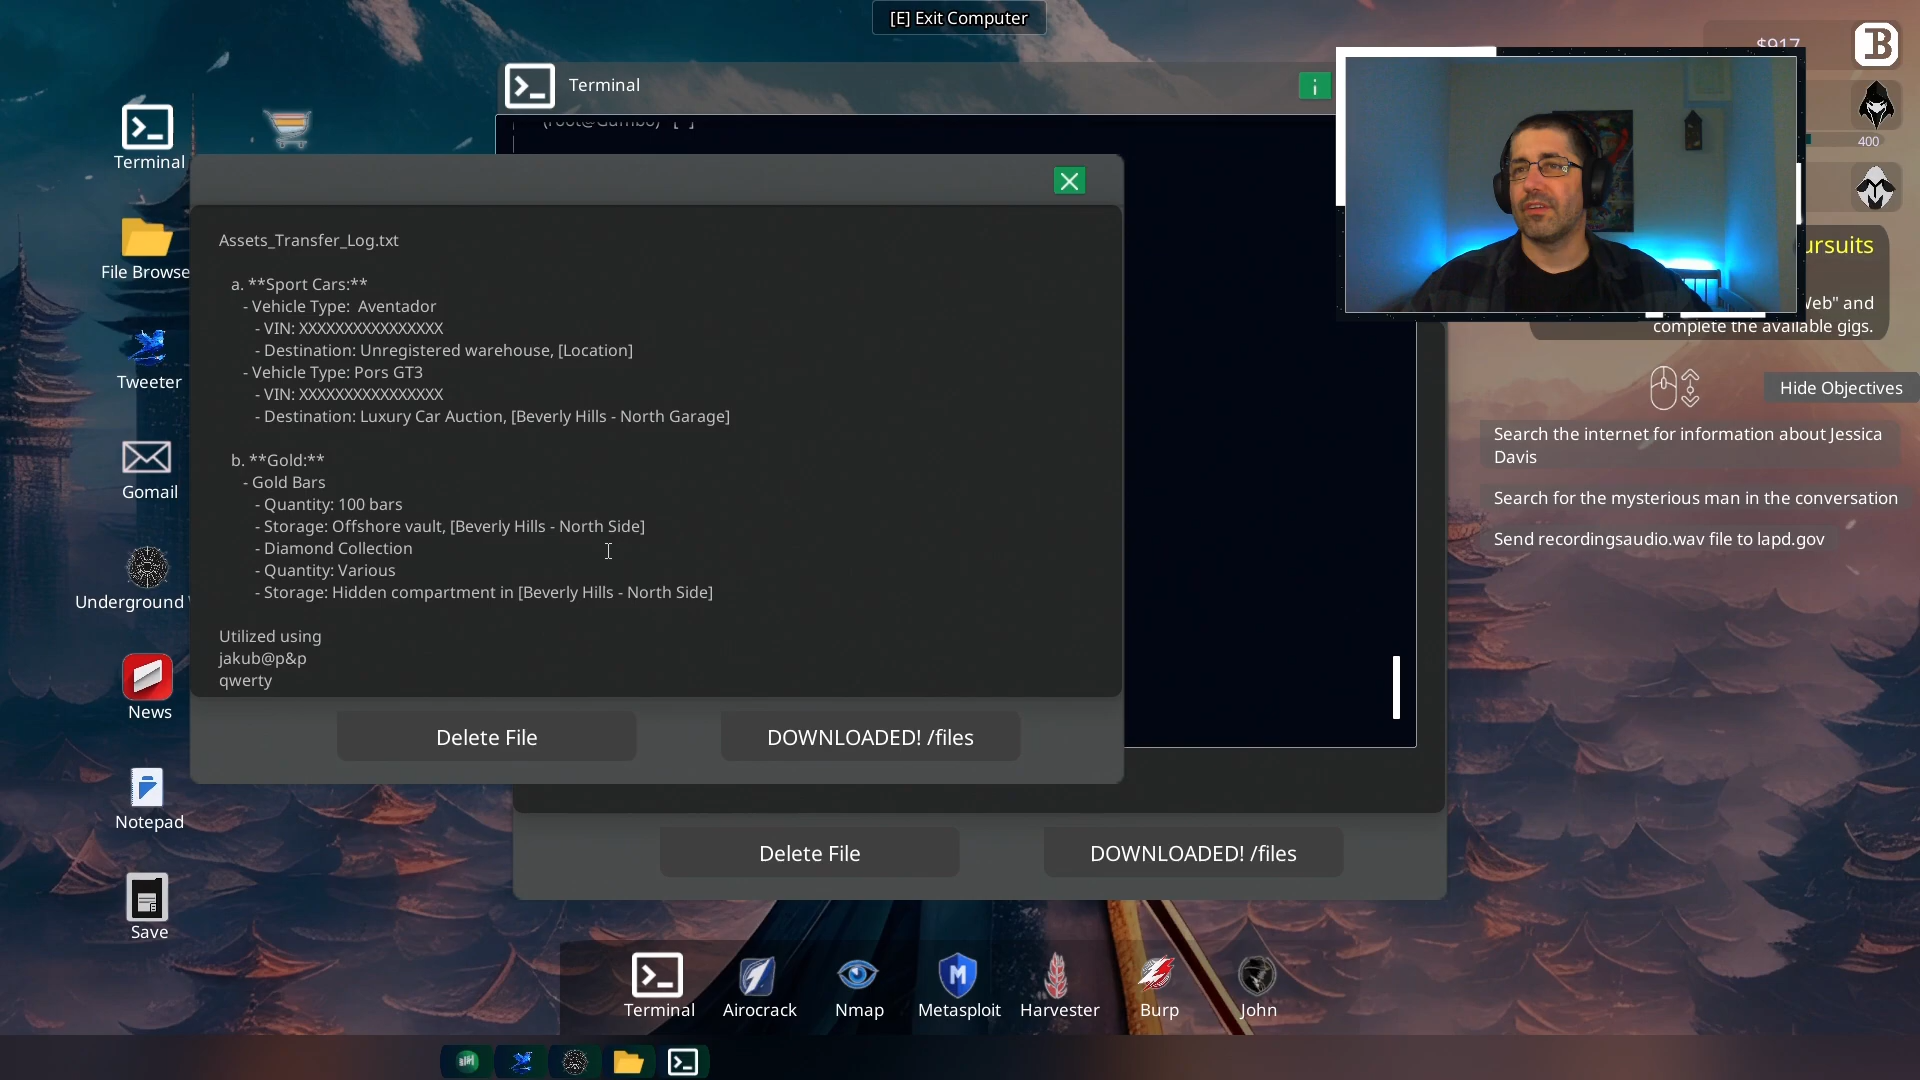 [E] Exit Computer
$917
Terminal
i
(root@Gumbo) - [~]
400
Terminal
File Browse
Tweeter
Gomail
Underground
News
Notepad
Save
Assets_Transfer_Log.txt
a. **Sport Cars:**
- Vehicle Type:  Aventador
- VIN: XXXXXXXXXXXXXXXX
- Destination: Unregistered warehouse, [Location]
- Vehicle Type: Pors GT3
- VIN: XXXXXXXXXXXXXXXX
- Destination: Luxury Car Auction, [Beverly Hills - North Garage]
b. **Gold:**
- Gold Bars
- Quantity: 100 bars
- Storage: Offshore vault, [Beverly Hills - North Side]
- Diamond Collection
- Quantity: Various
- Storage: Hidden compartment in [Beverly Hills - North Side]
Utilized using
jakub@p&p
qwerty
Delete File
DOWNLOADED! /files
Delete File
DOWNLOADED! /files
ursuits
Web" and
complete the available gigs.
Hide Objectives
Search the internet for information about Jessica
Davis
Search for the mysterious man in the conversation
Send recordingsaudio.wav file to lapd.gov
Terminal
Airocrack
Nmap
Metasploit
Harvester
Burp
John